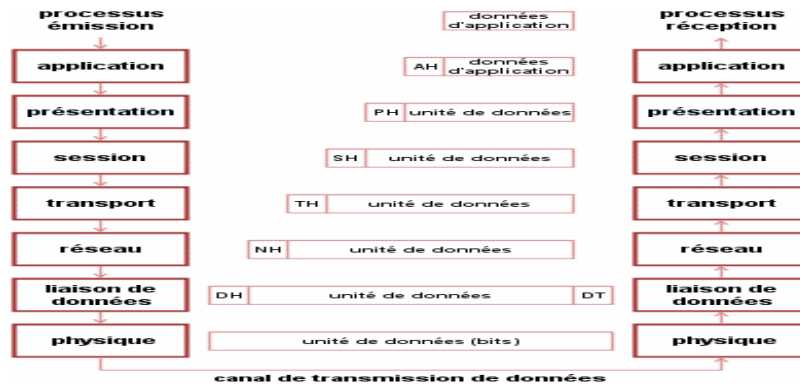 processus
émission
données
d'application
processus
réception
application
AH
données
d'application
application
présentation
PH
unité de données
présentation
session
SH
unité de données
session
transport
TH
unité de données
transport
réseau
NH
unité de données
réseau
liaison de
données
DH
unité de données
DT
liaison de
données
physique
unité de données (bits)
physique
canal de transmission de données